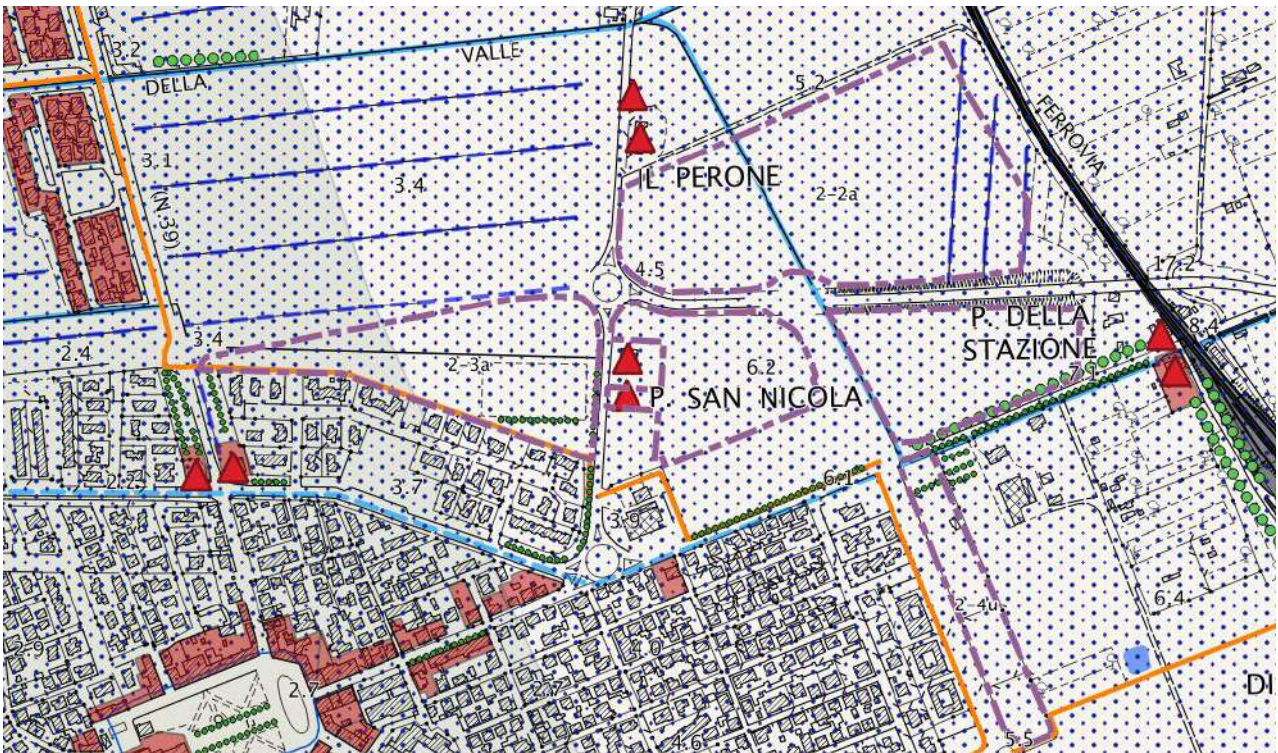 3.2
VALLE
DELLA
5.2
FERROVIA
3.1
(N.39)
3.4
IL PERONE
2-2a
4.5
17.2
P. DELLA
STAZIONE
8.4
3.4
2.4
2-3a
6.2
7.1
P. SAN NICOLA
3.7
6.1
3.9
2-4u
6.4
2.9
4.0
2.7
2.7
DI
4.6
5.5